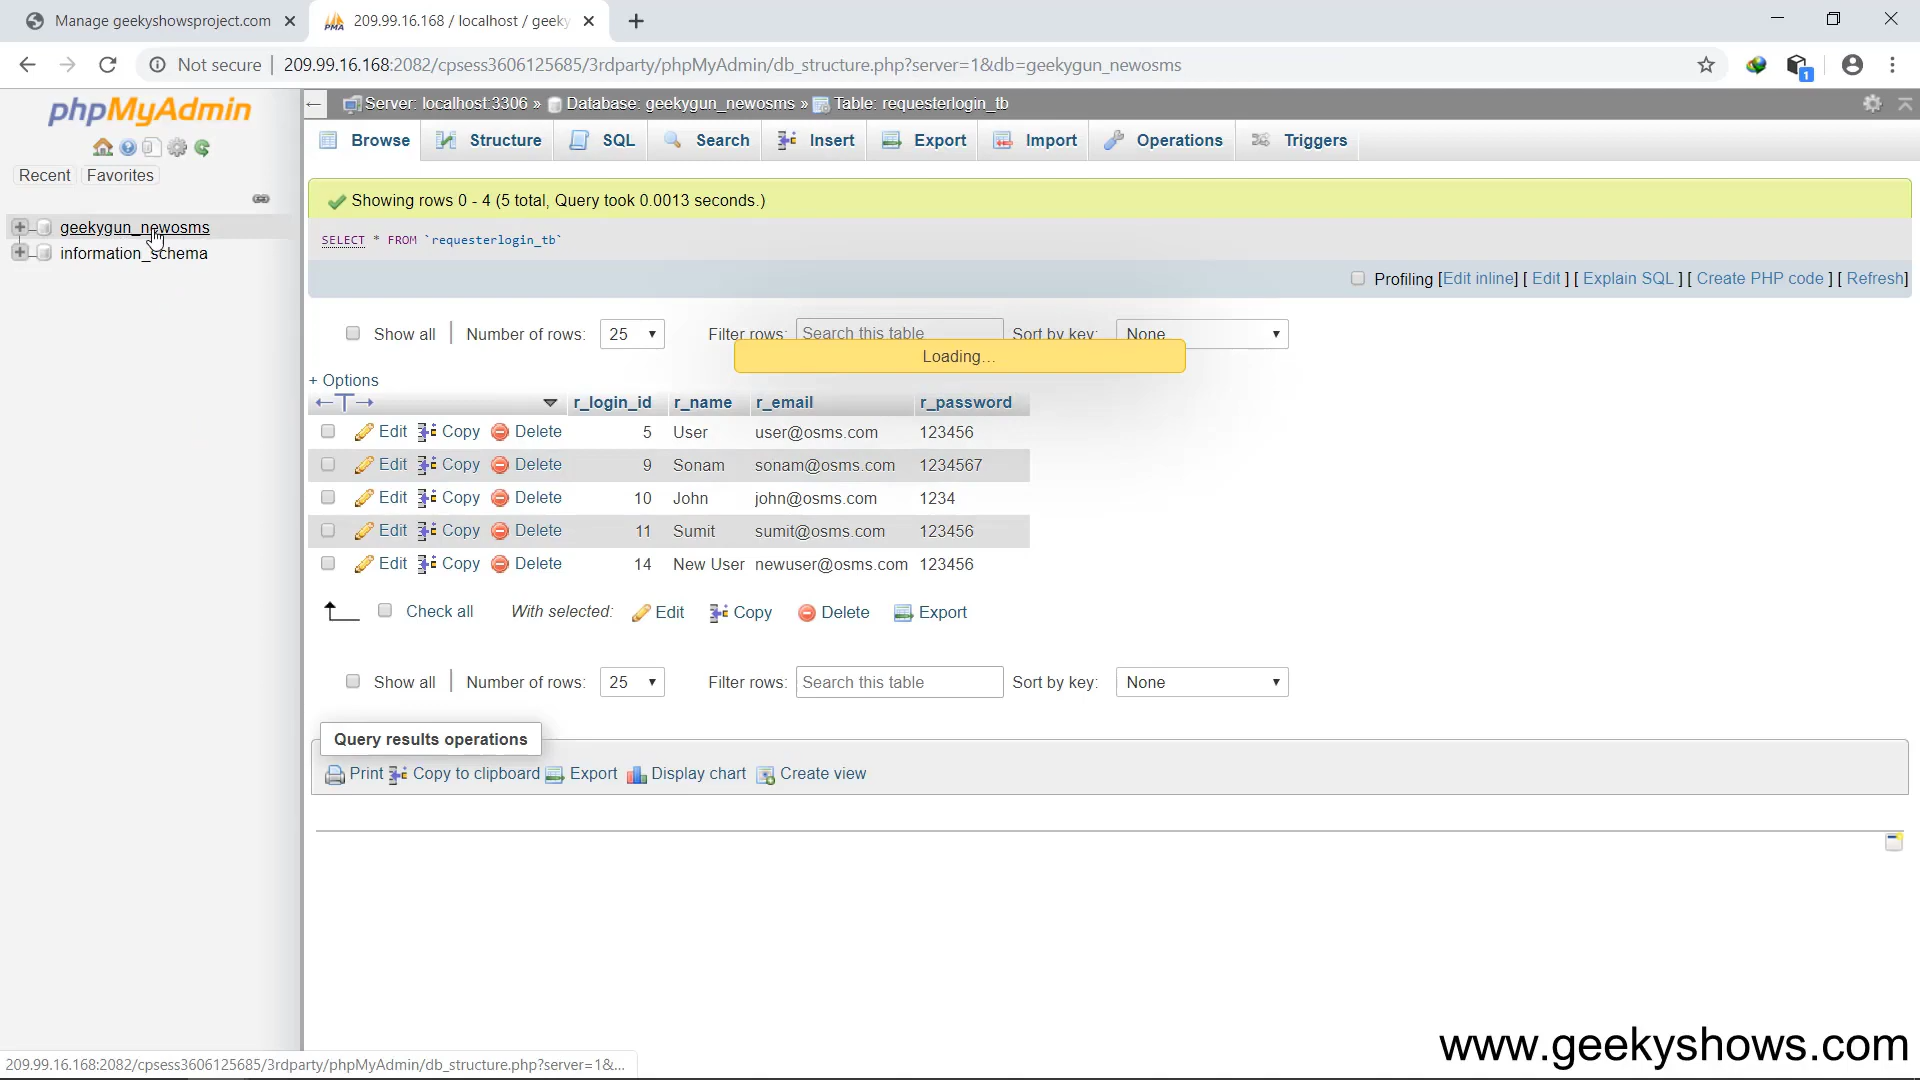 Manage geekyshowsproject.com
209.99.16.168 / localhost / geeky
Not secure
209.99.16.168:2082/cpsess3606125685/3rdparty/phpMyAdmin/db_structure.php?server=1&db=geekygun_newosms
1
phpMyAdmin
Recent
Favorites
geekygun_newosms
information_schema
Server: localhost:3306 » Database: geekygun_newosms » Table: requesterlogin_tb
Browse Structure SQL Search Insert Export Import Operations Triggers
Showing rows 0 - 4 (5 total, Query took 0.0013 seconds.)
SELECT * FROM `requesterlogin_tb`
Profiling [Edit inline] [ Edit ] [ Explain SQL ] [ Create PHP code ] [ Refresh]
Show all Number of rows: 25 Filter rows: Search this table Sort by key: None
Loading…
+ Options
r_login_id r_name r_email r_password
Edit Copy Delete 5 User user@osms.com 123456
Edit Copy Delete 9 Sonam sonam@osms.com 1234567
Edit Copy Delete 10 John john@osms.com 1234
Edit Copy Delete 11 Sumit sumit@osms.com 123456
Edit Copy Delete 14 New User newuser@osms.com 123456
Check all With selected: Edit Copy Delete Export
Show all Number of rows: 25 Filter rows: Search this table Sort by key: None
Query results operations
Print Copy to clipboard Export Display chart Create view
www.geekyshows.com
209.99.16.168:2082/cpsess3606125685/3rdparty/phpMyAdmin/db_structure.php?server=1&...